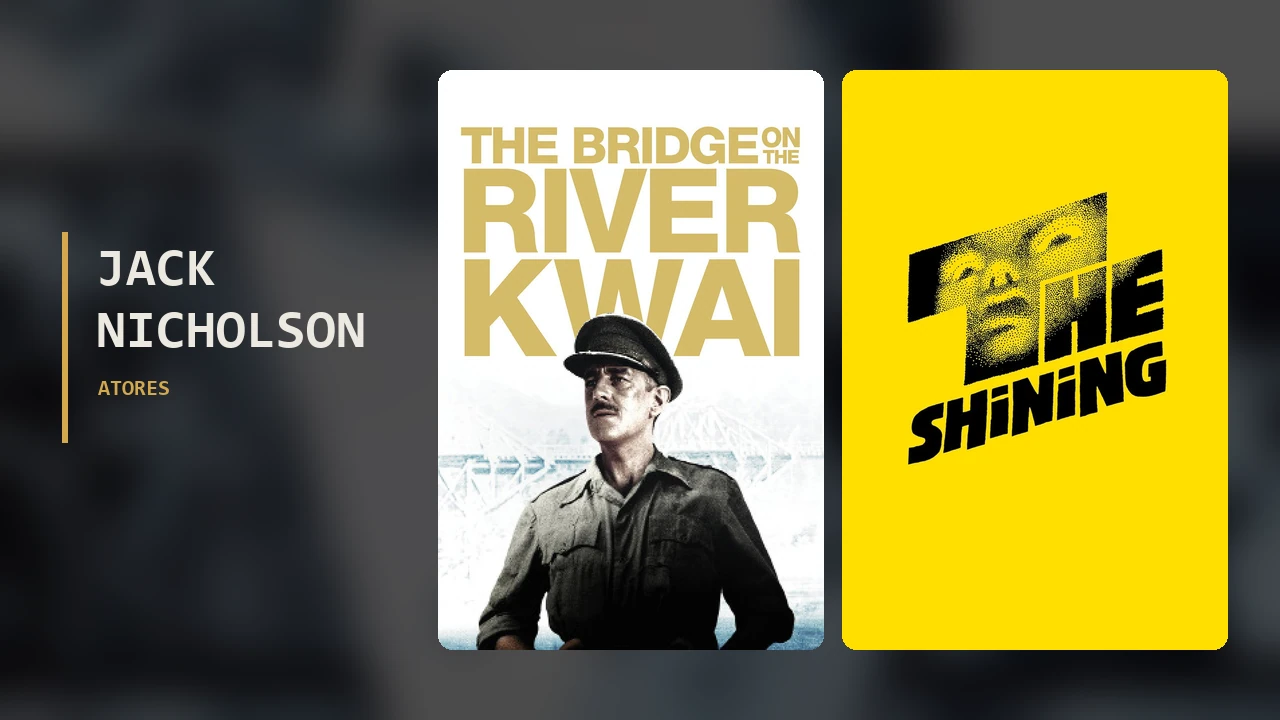 JACK
NICHOLSON
ATORES
THE BRIDGE ON THE
RIVER
KWAI
THE
SHiNiNG